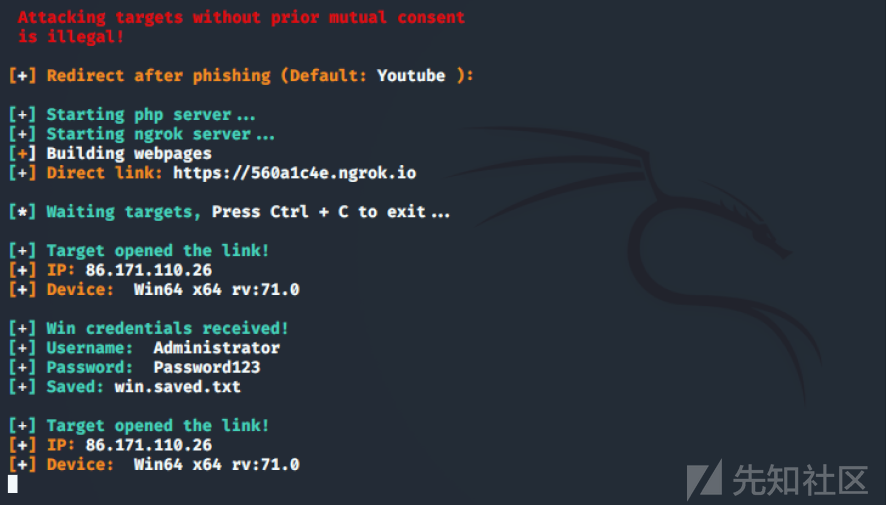 Attacking targets without prior mutual consent
is illegal!
[+] Redirect after phishing (Default: Youtube ):
[+] Starting php server...
[+] Starting ngrok server...
[+] Building webpages
[+] Direct link: https://560a1c4e.ngrok.io
[*] Waiting targets, Press Ctrl + C to exit...
[+] Target opened the link!
[+] IP: 86.171.110.26
[+] Device:  Win64 x64 rv:71.0
[+] Win credentials received!
[+] Username:  Administrator
[+] Password:  Password123
[+] Saved: win.saved.txt
[+] Target opened the link!
[+] IP: 86.171.110.26
[+] Device:  Win64 x64 rv:71.0
先知社区